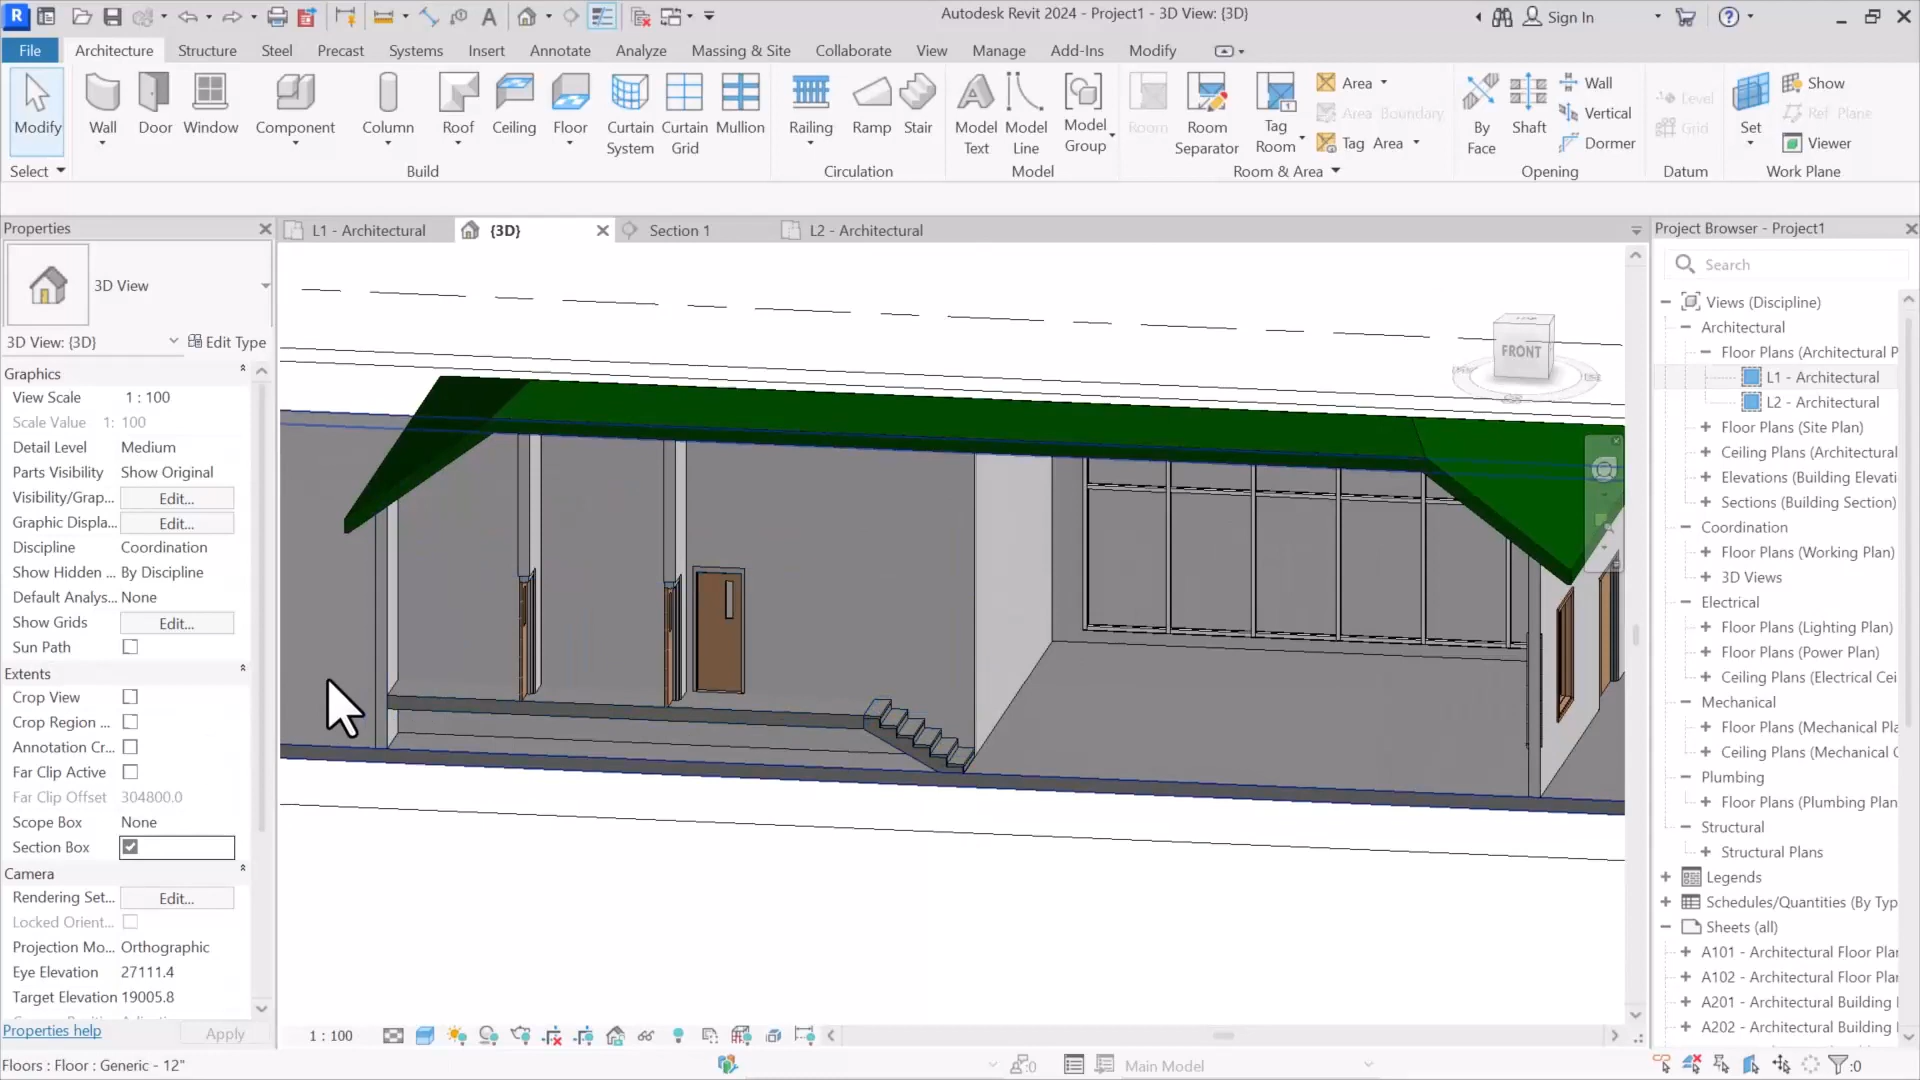 Autodesk Revit 2024 - Project1 - 3D View: {3D}
Sign In
File
Architecture
Structure
Steel
Precast
Systems
Insert
Annotate
Analyze
Massing & Site
Collaborate
View
Manage
Add-Ins
Modify
Modify
Wall
Door
Window
Component
Column
Roof
Ceiling
Floor
Curtain System
Curtain Grid
Mullion
Railing
Ramp
Stair
Model Text
Model Line
Model Group
Room
Room Separator
Tag Room
Area
Area Boundary
Tag Area
By Face
Shaft
Wall
Vertical
Dormer
Level
Grid
Set
Show
Ref Plane
Viewer
Select
Build
Circulation
Model
Room & Area
Opening
Datum
Work Plane
Properties
3D View
3D View: {3D}
Edit Type
Graphics
View Scale 1 : 100
Scale Value 1: 100
Detail Level Medium
Parts Visibility Show Original
Visibility/Grap... Edit...
Graphic Displa... Edit...
Discipline Coordination
Show Hidden ... By Discipline
Default Analys... None
Show Grids Edit...
Sun Path
Extents
Crop View
Crop Region ...
Annotation Cr...
Far Clip Active
Far Clip Offset 304800.0
Scope Box None
Section Box
Camera
Rendering Set... Edit...
Locked Orient...
Projection Mo... Orthographic
Eye Elevation 27111.4
Target Elevation 19005.8
Properties help
Apply
Floors : Floor : Generic - 12"
L1 - Architectural
{3D}
Section 1
L2 - Architectural
FRONT
1 : 100
:0
Main Model
:0
Project Browser - Project1
Search
Views (Discipline)
Architectural
Floor Plans (Architectural P
L1 - Architectural
L2 - Architectural
Floor Plans (Site Plan)
Ceiling Plans (Architectural
Elevations (Building Elevati
Sections (Building Section)
Coordination
Floor Plans (Working Plan)
3D Views
Electrical
Floor Plans (Lighting Plan)
Floor Plans (Power Plan)
Ceiling Plans (Electrical Cei
Mechanical
Floor Plans (Mechanical Pla
Ceiling Plans (Mechanical C
Plumbing
Floor Plans (Plumbing Plan
Structural
Structural Plans
Legends
Schedules/Quantities (By Typ
Sheets (all)
A101 - Architectural Floor Plan
A102 - Architectural Floor Plan
A201 - Architectural Building
A202 - Architectural Building